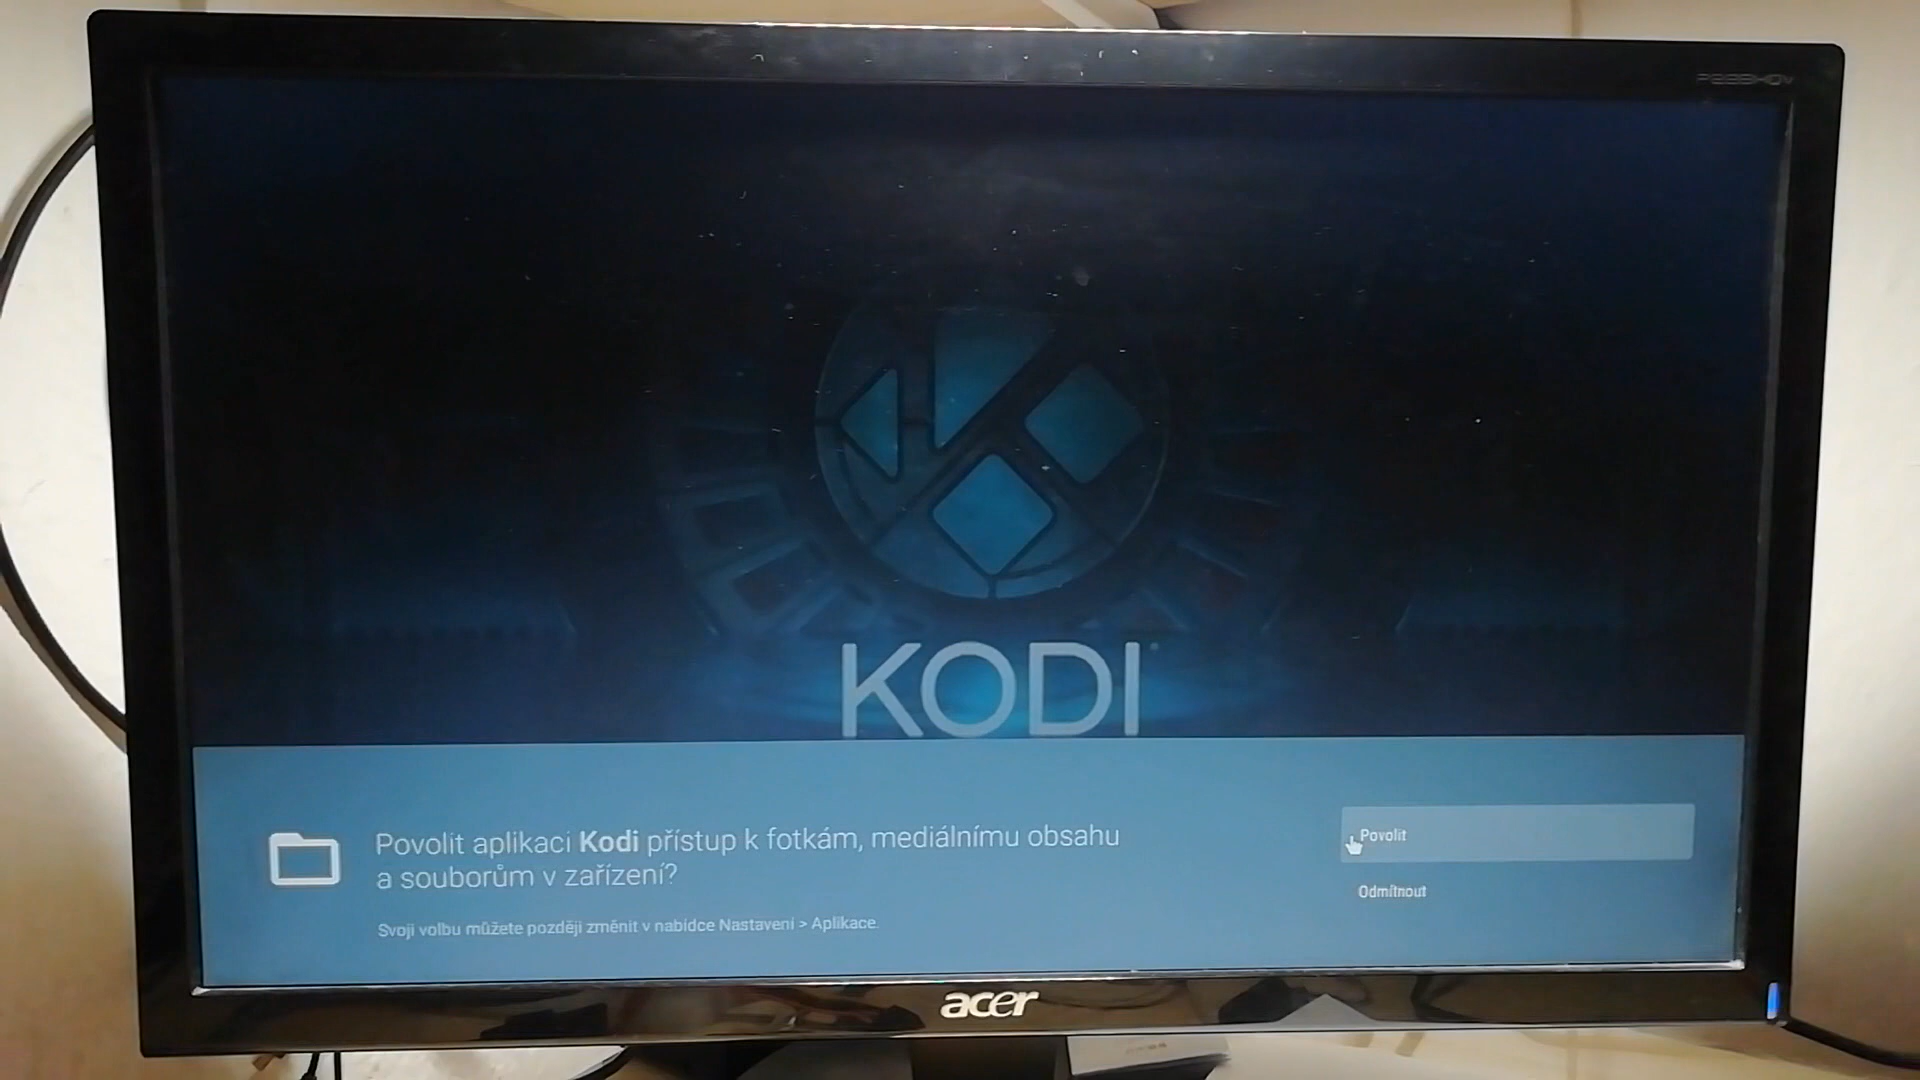 KODI
Povolit aplikaci Kodi přístup k fotkám, mediálnímu obsahu
a souborům v zařízení?
Svoji volbu můžete později změnit v nabídce Nastavení > Aplikace.
Povolit
Odmítnout
acer